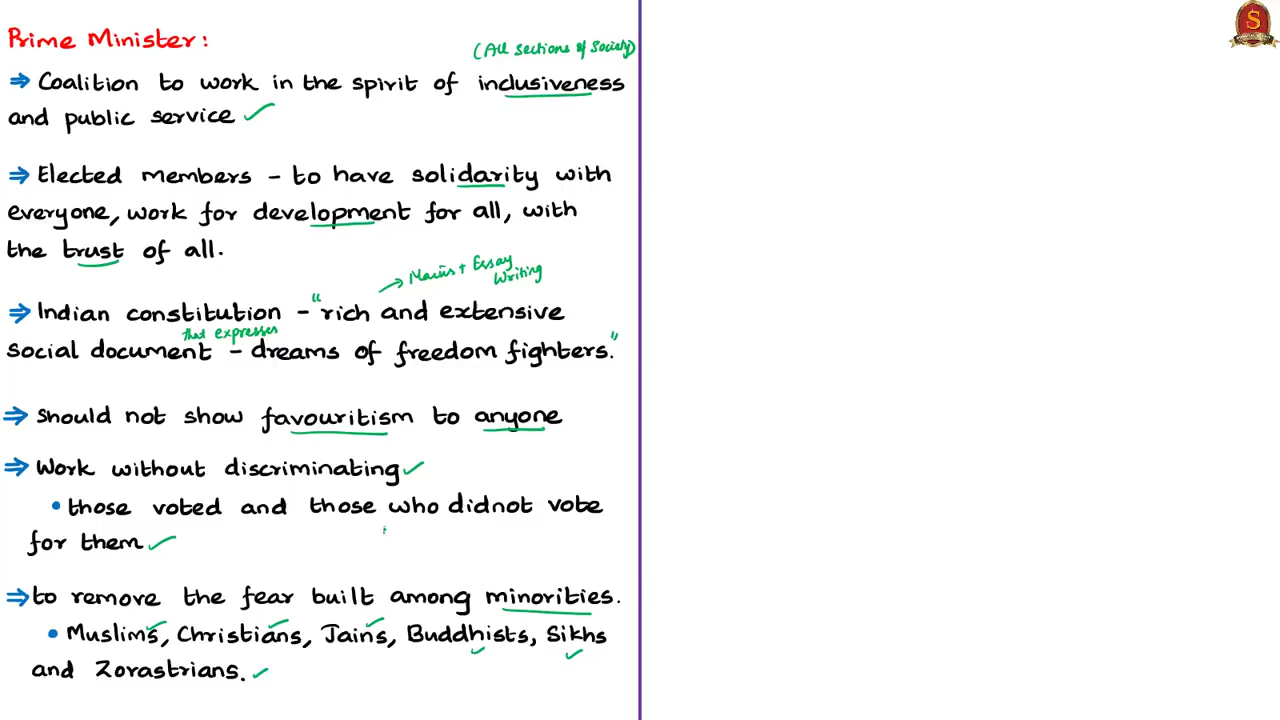 Prime Minister:
(All sections of Society)
⇒ Coalition to work in the spirit of inclusiveness
and public service ✓
⇒ Elected members - to have solidarity with
everyone, work for development for all, with
the trust of all.
→ Mains + Essay
Writing
⇒ Indian constitution - "rich and extensive
that expresses
social document - dreams of freedom fighters."
⇒ Should not show favouritism to anyone
⇒ Work without discriminating ✓
• those voted and those who didnot vote
for them ✓
⇒ to remove the fear built among minorities.
• Muslims, Christians, Jains, Buddhists, Sikhs
and Zorastrians. ✓
S